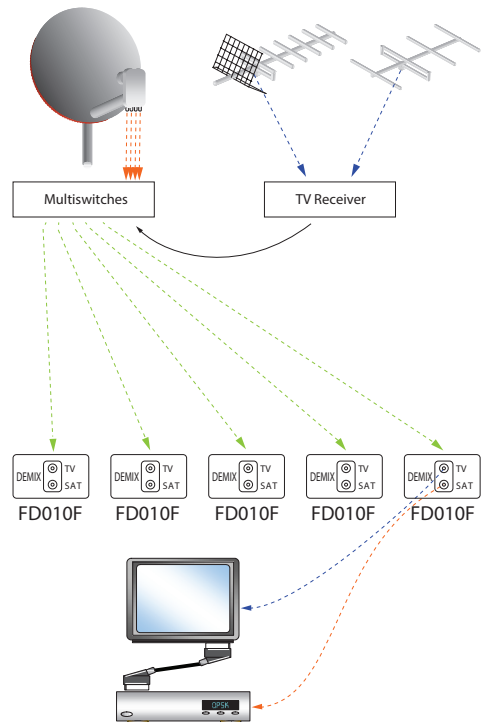 Multiswitches
TV Receiver
DEMIX TV SAT
DEMIX TV SAT
DEMIX TV SAT
DEMIX TV SAT
DEMIX TV SAT
FD010F FD010F FD010F FD010F FD010F
QPSK